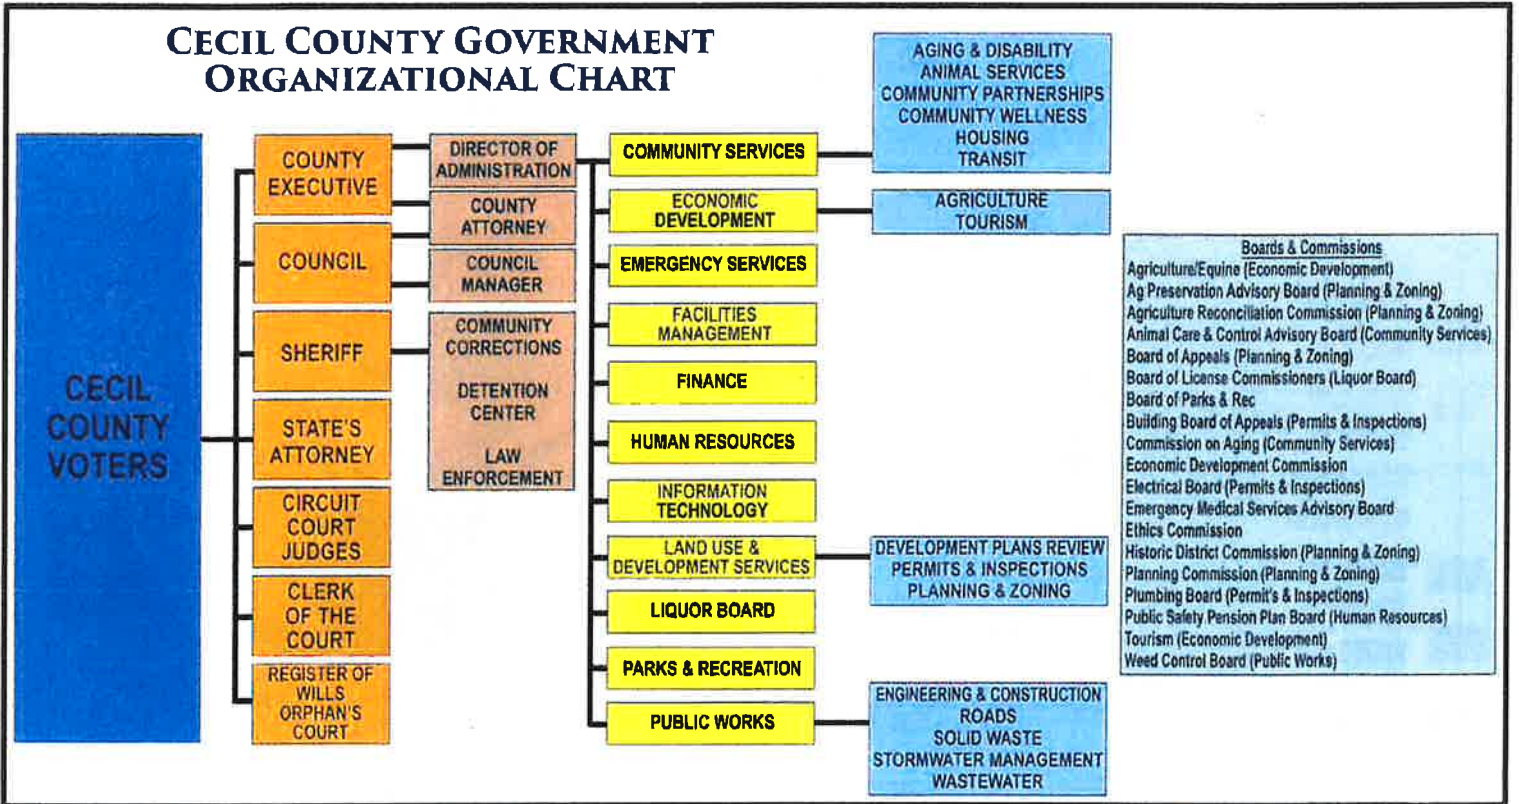 CECIL COUNTY GOVERNMENT
ORGANIZATIONAL CHART
CECIL
COUNTY
VOTERS
COUNTY
EXECUTIVE
COUNCIL
SHERIFF
STATE'S
ATTORNEY
CIRCUIT
COURT
JUDGES
CLERK
OF THE
COURT
REGISTER OF
WILLS
ORPHAN'S
COURT
DIRECTOR OF
ADMINISTRATION
COUNTY
ATTORNEY
COUNCIL
MANAGER
COMMUNITY
CORRECTIONS
DETENTION
CENTER
LAW
ENFORCEMENT
COMMUNITY SERVICES
ECONOMIC
DEVELOPMENT
EMERGENCY SERVICES
FACILITIES
MANAGEMENT
FINANCE
HUMAN RESOURCES
INFORMATION
TECHNOLOGY
LAND USE &
DEVELOPMENT SERVICES
LIQUOR BOARD
PARKS & RECREATION
PUBLIC WORKS
AGING & DISABILITY
ANIMAL SERVICES
COMMUNITY PARTNERSHIPS
COMMUNITY WELLNESS
HOUSING
TRANSIT
AGRICULTURE
TOURISM
DEVELOPMENT PLANS REVIEW
PERMITS & INSPECTIONS
PLANNING & ZONING
ENGINEERING & CONSTRUCTION
ROADS
SOLID WASTE
STORMWATER MANAGEMENT
WASTEWATER
Boards & Commissions
Agriculture/Equine (Economic Development)
Ag Preservation Advisory Board (Planning & Zoning)
Agriculture Reconciliation Commission (Planning & Zoning)
Animal Care & Control Advisory Board (Community Services)
Board of Appeals (Planning & Zoning)
Board of License Commissioners (Liquor Board)
Board of Parks & Rec
Building Board of Appeals (Permits & Inspections)
Commission on Aging (Community Services)
Economic Development Commission
Electrical Board (Permits & Inspections)
Emergency Medical Services Advisory Board
Ethics Commission
Historic District Commission (Planning & Zoning)
Planning Commission (Planning & Zoning)
Plumbing Board (Permit's & Inspections)
Public Safety Pension Plan Board (Human Resources)
Tourism (Economic Development)
Weed Control Board (Public Works)